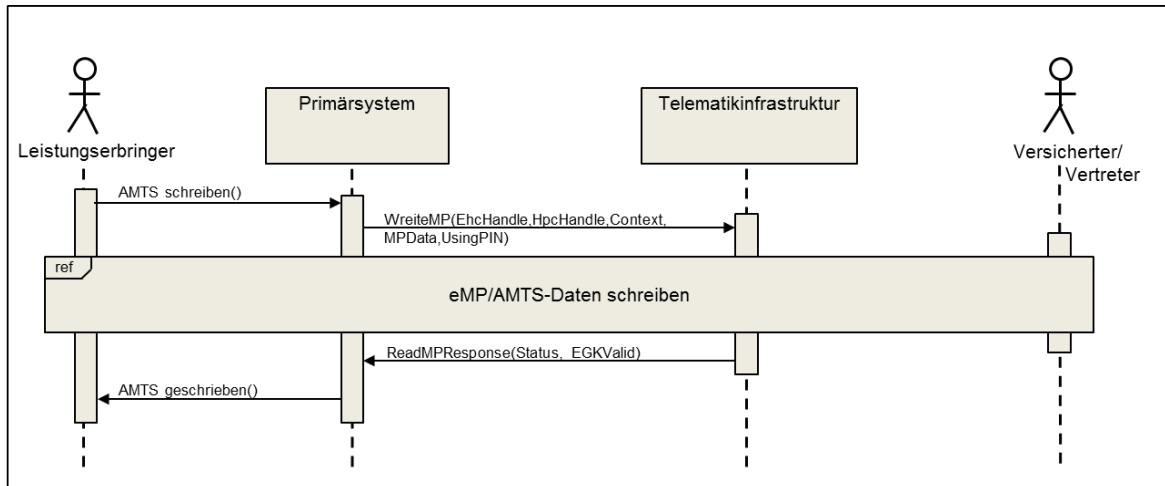 Primärsystem
Telematikinfrastruktur
Leistungserbringer
Versicherter/
Vertreter
AMTS schreiben()
WreiteMP(EhcHandle,HpcHandle,Context,
MPData,UsingPIN)
ref
eMP/AMTS-Daten schreiben
ReadMPResponse(Status, EGKValid)
AMTS geschrieben()